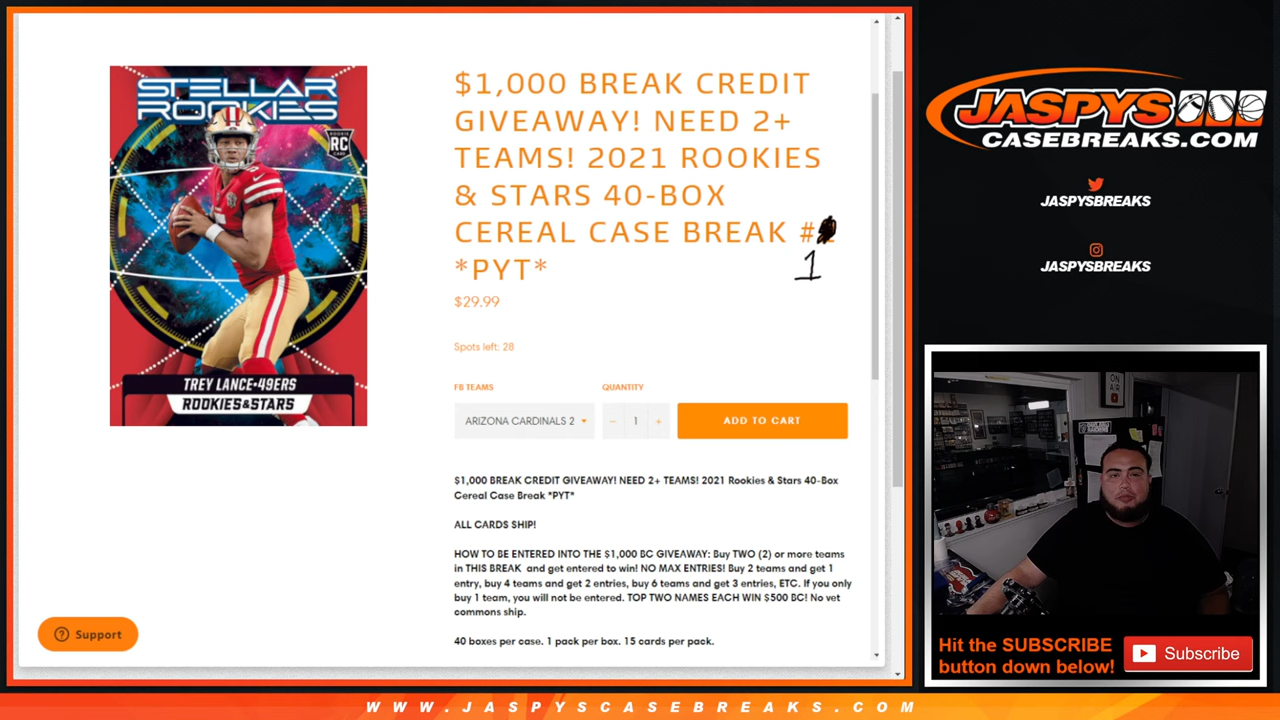 STELLAR
ROOKIES
ROOKIE
RC
CARD
TREY LANCE•49ERS
ROOKIES&STARS
$1,000 BREAK CREDIT
GIVEAWAY! NEED 2+
TEAMS! 2021 ROOKIES
& STARS 40-BOX
CEREAL CASE BREAK #
*PYT*
1
$29.99
Spots left: 28
FB TEAMS
QUANTITY
ARIZONA CARDINALS 2
− 1 +
ADD TO CART
$1,000 BREAK CREDIT GIVEAWAY! NEED 2+ TEAMS! 2021 Rookies & Stars 40-Box
Cereal Case Break *PYT*
ALL CARDS SHIP!
HOW TO BE ENTERED INTO THE $1,000 BC GIVEAWAY: Buy TWO (2) or more teams
in THIS BREAK and get entered to win! NO MAX ENTRIES! Buy 2 teams and get 1
entry, buy 4 teams and get 2 entries, buy 6 teams and get 3 entries, ETC. If you only
buy 1 team, you will not be entered. TOP TWO NAMES EACH WIN $500 BC! No vet
commons ship.
40 boxes per case. 1 pack per box. 15 cards per pack.
Support
JASPYS
CASEBREAKS.COM
JASPYSBREAKS
JASPYSBREAKS
ON
AIR
Hit the SUBSCRIBE
button down below!
Subscribe
WWW.JASPYSCASEBREAKS.COM